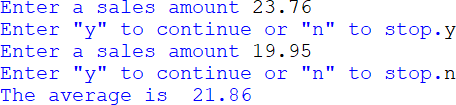 Enter a sales amount 23.76
Enter "y" to continue or "n" to stop.y
Enter a sales amount 19.95
Enter "y" to continue or "n" to stop.n
The average is  21.86